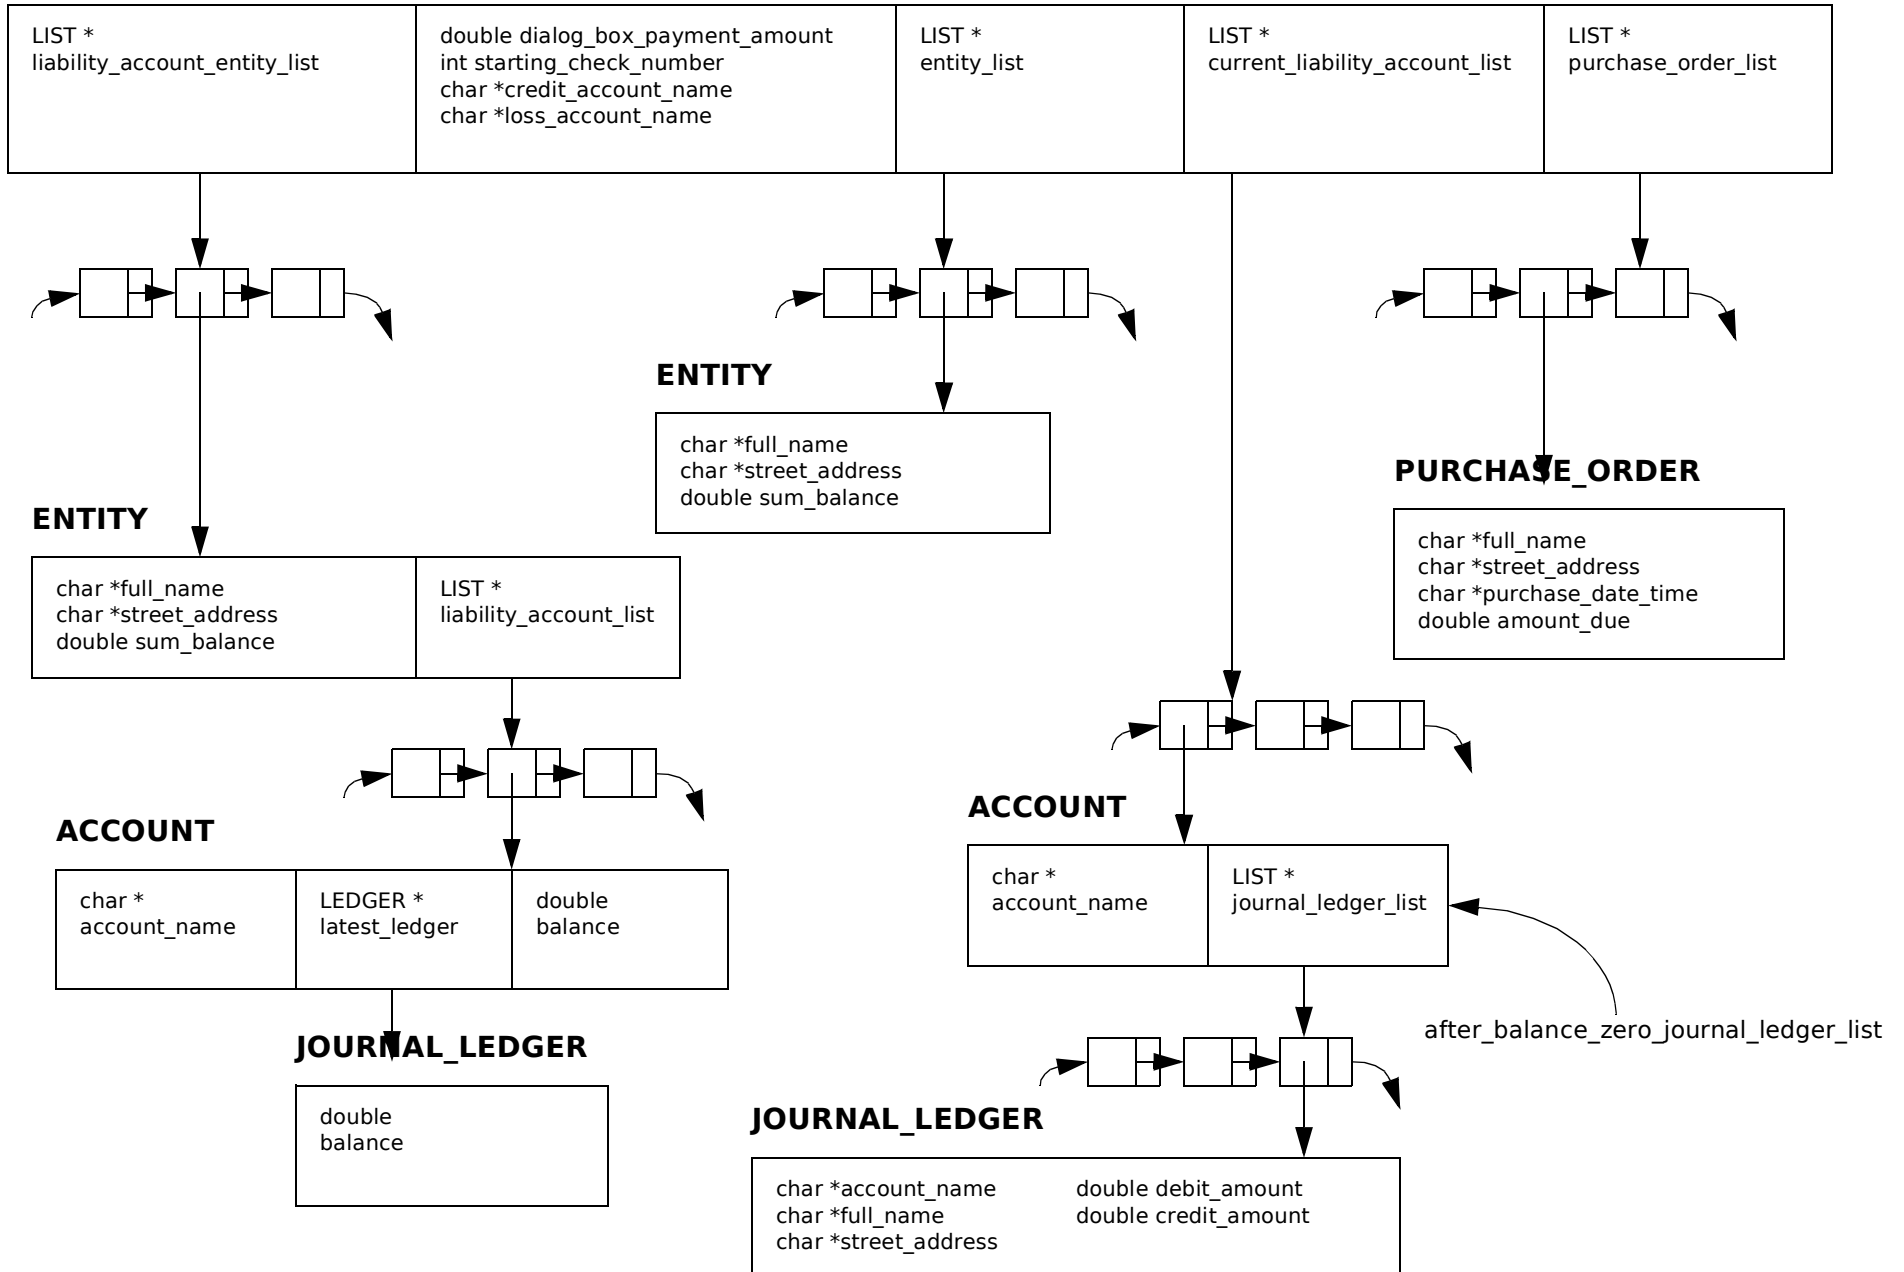 LIST *
liability_account_entity_list
double dialog_box_payment_amount
int starting_check_number
char *credit_account_name
char *loss_account_name
LIST *
entity_list
LIST *
current_liability_account_list
LIST *
purchase_order_list
ENTITY
char *full_name
char *street_address
double sum_balance
PURCHASE_ORDER
char *full_name
char *street_address
char *purchase_date_time
double amount_due
ENTITY
char *full_name
char *street_address
double sum_balance
LIST *
liability_account_list
ACCOUNT
char *
account_name
LIST *
journal_ledger_list
ACCOUNT
char *
account_name
LEDGER *
latest_ledger
double
balance
after_balance_zero_journal_ledger_list
JOURNAL_LEDGER
double
balance
JOURNAL_LEDGER
char *account_name
char *full_name
char *street_address
double debit_amount
double credit_amount